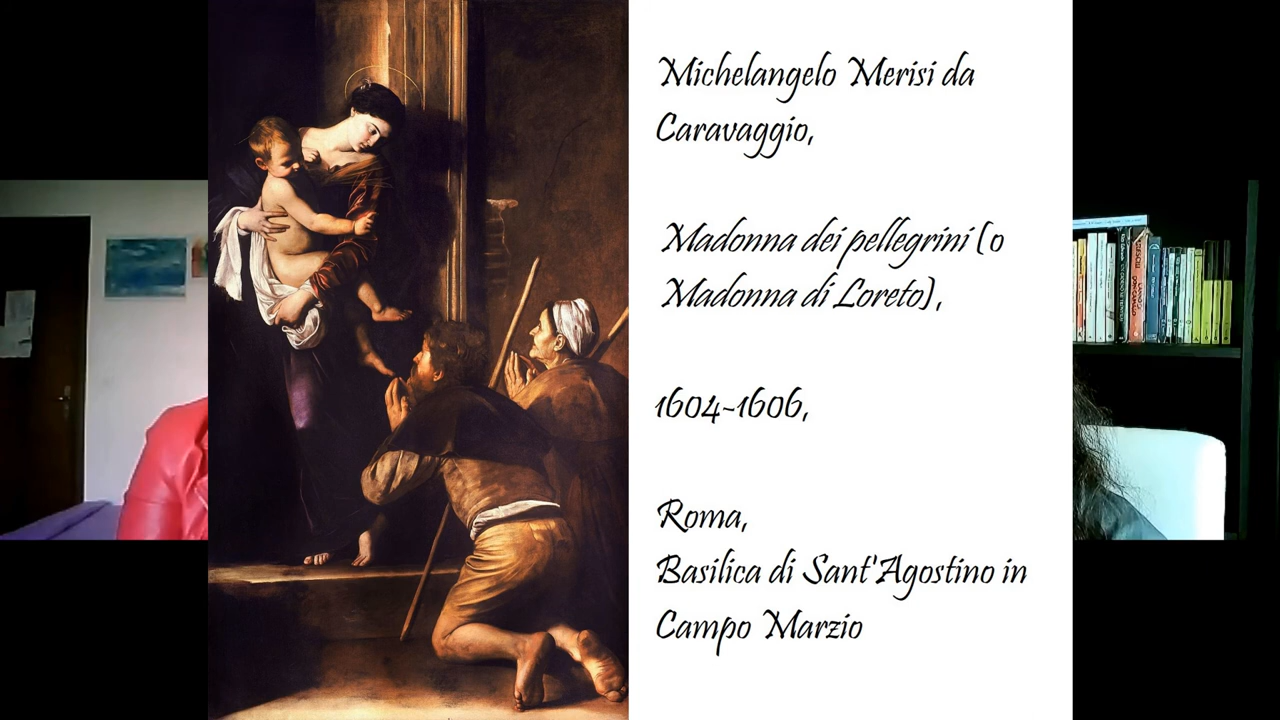 Michelangelo Merisi da
Caravaggio,
Madonna dei pellegrini (o
Madonna di Loreto),
1604-1606,
Roma,
Basilica di Sant'Agostino in
Campo Marzio